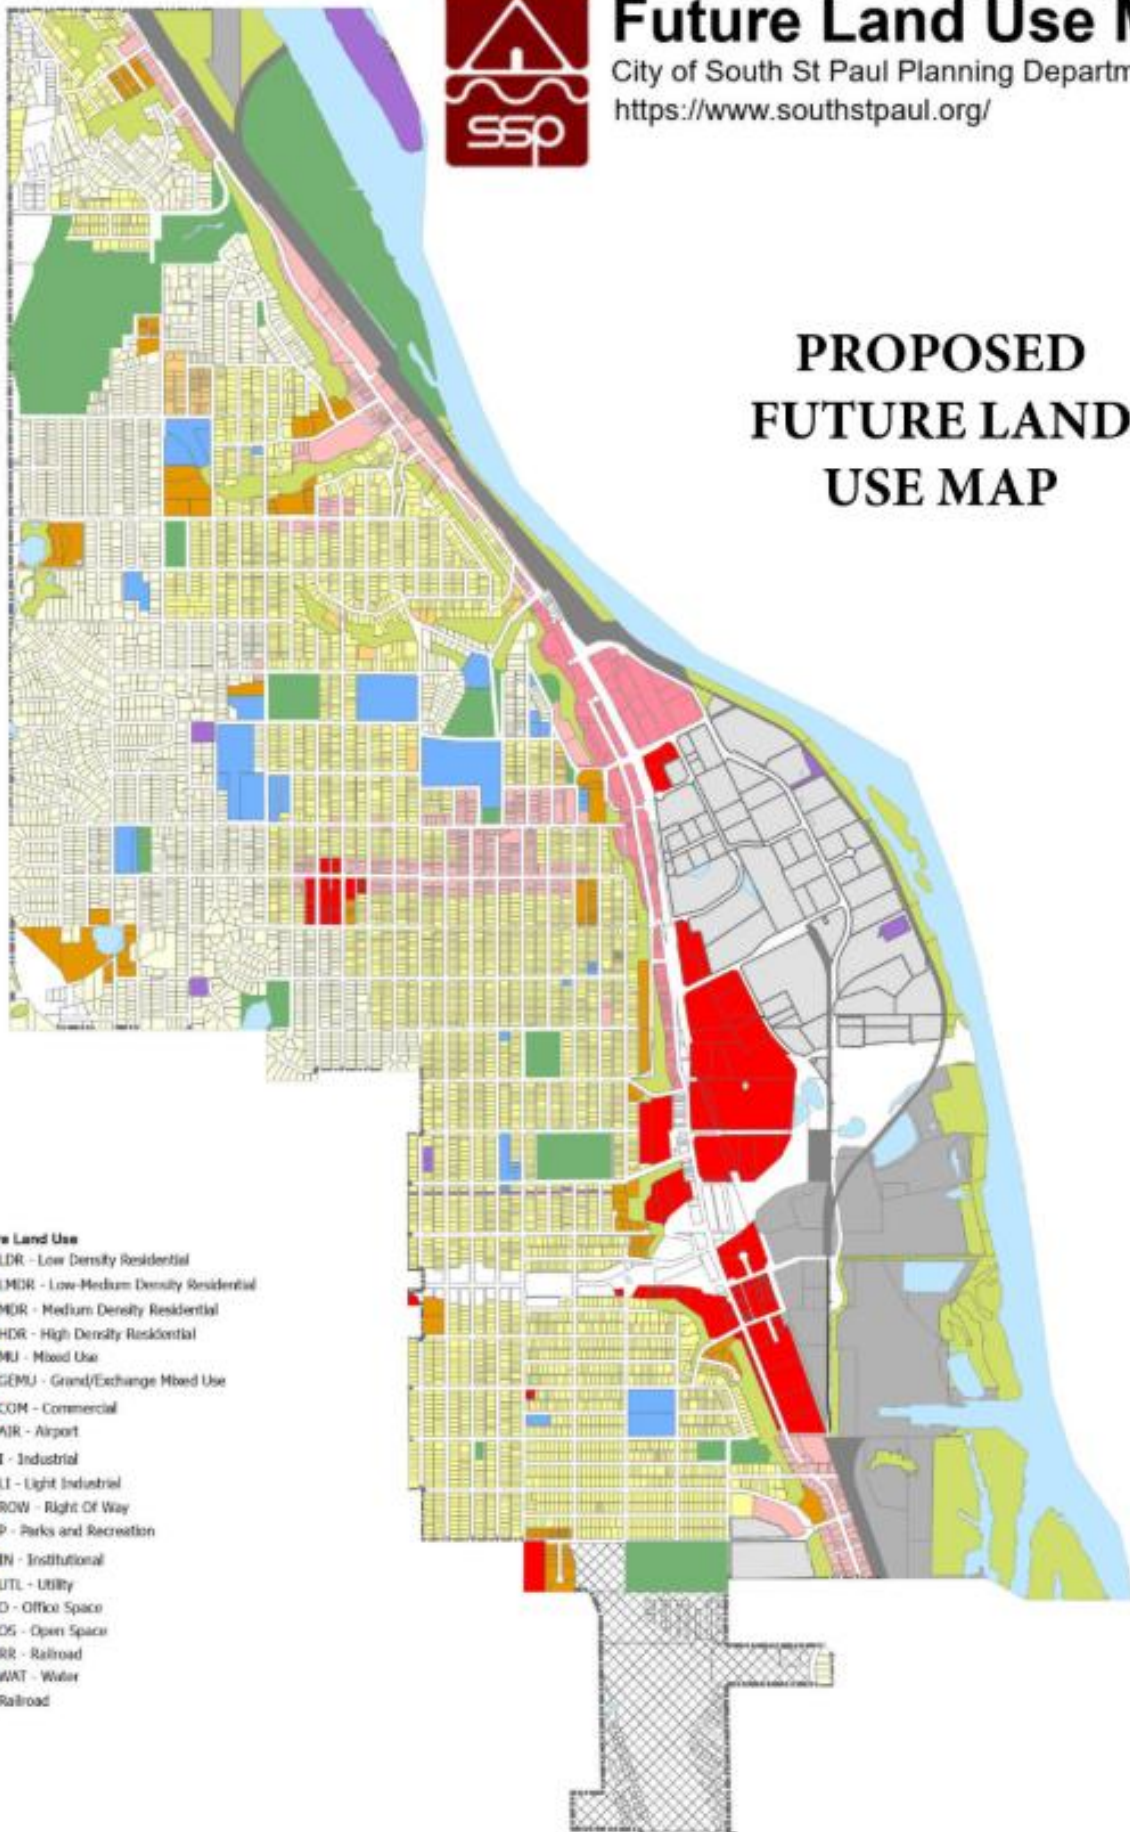 Future Land Use M
City of South St Paul Planning Departm
https://www.southstpaul.org/
ssp
PROPOSED
FUTURE LAND
USE MAP
e Land Use
LDR - Low Density Residential
LMDR - Low-Medium Density Residential
MDR - Medium Density Residential
HDR - High Density Residential
MU - Mixed Use
GEMU - Grand/Exchange Mixed Use
COM - Commercial
AIR - Airport
I - Industrial
LI - Light Industrial
ROW - Right Of Way
P - Parks and Recreation
IN - Institutional
UTL - Utility
O - Office Space
OS - Open Space
RR - Railroad
WAT - Water
Railroad